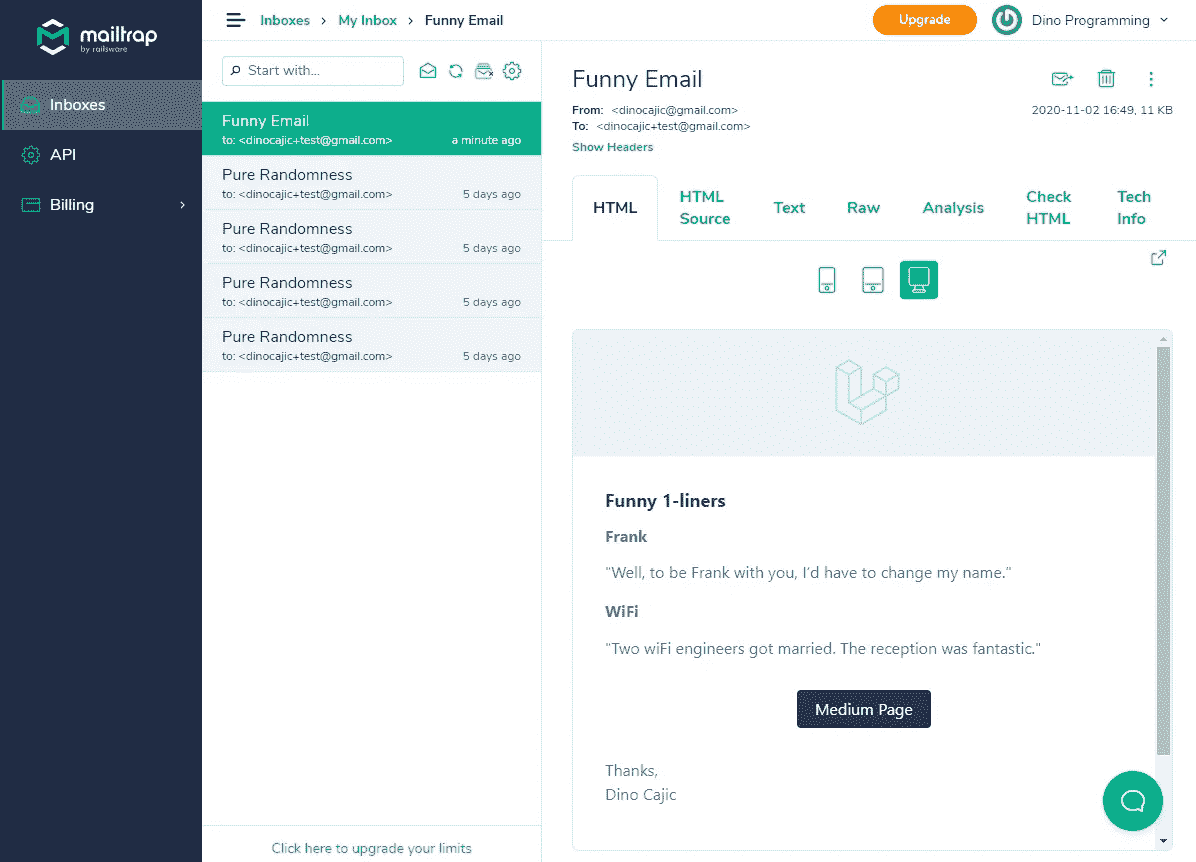 mailtrap
by railsware
Inboxes
API
Billing
Inboxes > My Inbox > Funny Email
Upgrade
Dino Programming
Start with...
Funny Email
to: <dinocajic+test@gmail.com> a minute ago
Pure Randomness
to: <dinocajic+test@gmail.com> 5 days ago
Pure Randomness
to: <dinocajic+test@gmail.com> 5 days ago
Pure Randomness
to: <dinocajic+test@gmail.com> 5 days ago
Pure Randomness
to: <dinocajic+test@gmail.com> 5 days ago
Click here to upgrade your limits
Funny Email
From: <dinocajic@gmail.com> 2020-11-02 16:49, 11 KB
To: <dinocajic+test@gmail.com>
Show Headers
HTML
HTML
Source
Text
Raw
Analysis
Check
HTML
Tech
Info
Funny 1-liners
Frank
"Well, to be Frank with you, I'd have to change my name."
WiFi
"Two wiFi engineers got married. The reception was fantastic."
Medium Page
Thanks,
Dino Cajic